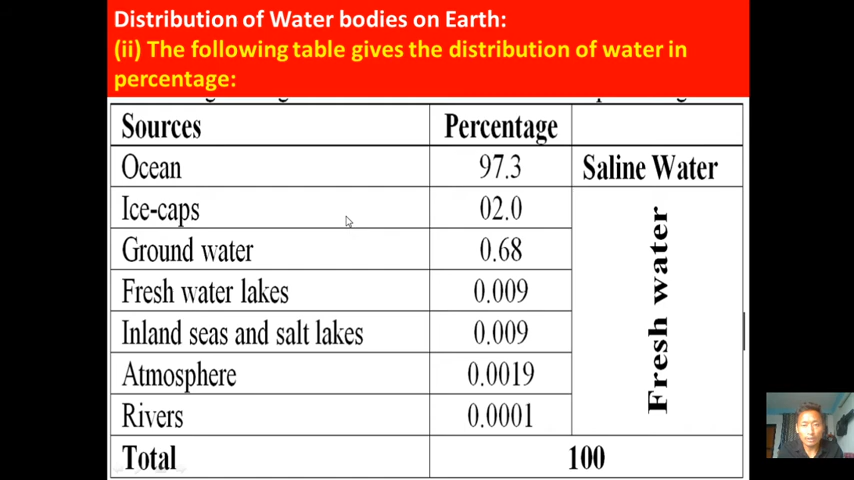 Distribution of Water bodies on Earth:
(ii) The following table gives the distribution of water in
percentage:
Sources Percentage
Ocean 97.3 Saline Water
Ice-caps 02.0
Ground water 0.68
Fresh water lakes 0.009
Inland seas and salt lakes 0.009
Atmosphere 0.0019
Rivers 0.0001
Fresh water
Total 100